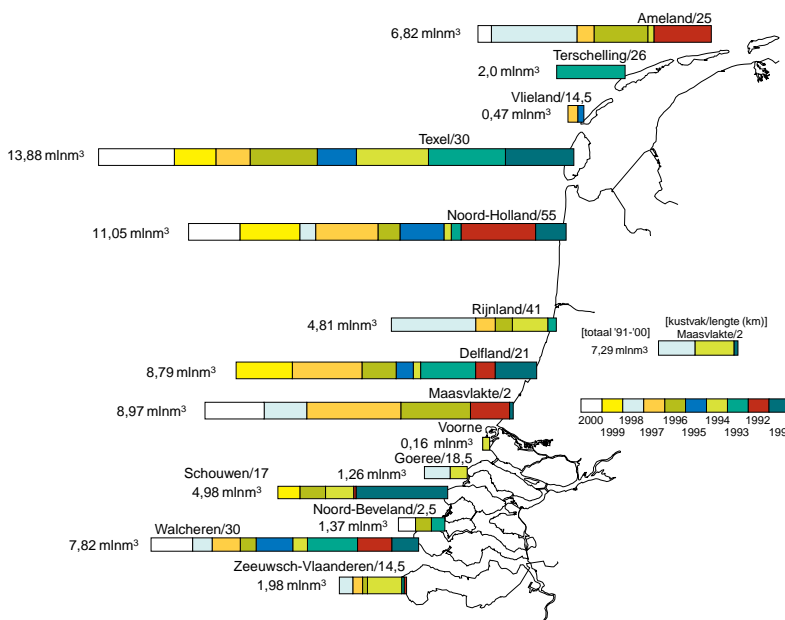 Ameland/25
6,82 mlnm³
Terschelling/26
2,0 mlnm³
Vlieland/14,5
0,47 mlnm³
Texel/30
13,88 mlnm³
Noord-Holland/55
11,05 mlnm³
Rijnland/41
4,81 mlnm³
[totaal '91-'00]
[kustvak/lengte (km)]
Maasvlakte/2
7,29 mlnm³
Delfland/21
8,79 mlnm³
Maasvlakte/2
8,97 mlnm³
2000 1998 1996 1994 1992
1999 1997 1995 1993 199
Voorne
0,16 mlnm³
Goeree/18,5
1,26 mlnm³
Schouwen/17
4,98 mlnm³
Noord-Beveland/2,5
1,37 mlnm³
Walcheren/30
7,82 mlnm³
Zeeuwsch-Vlaanderen/14,5
1,98 mlnm³